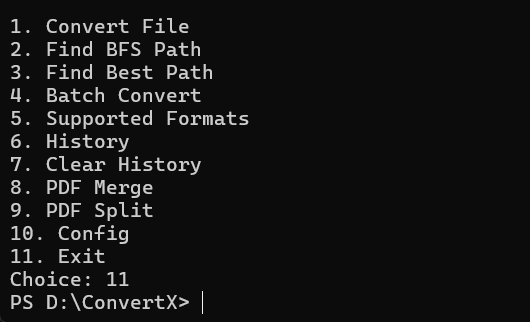 1. Convert File
2. Find BFS Path
3. Find Best Path
4. Batch Convert
5. Supported Formats
6. History
7. Clear History
8. PDF Merge
9. PDF Split
10. Config
11. Exit
Choice: 11
PS D:\ConvertX>